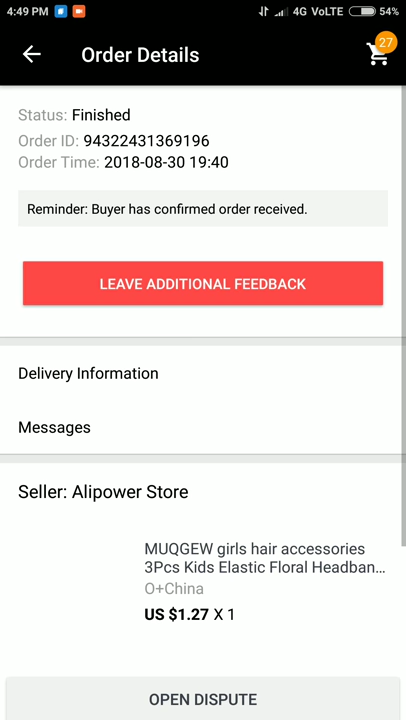 4:49 PM 4G VoLTE 54%
Order Details 27
Status: Finished
Order ID: 94322431369196
Order Time: 2018-08-30 19:40
Reminder: Buyer has confirmed order received.
LEAVE ADDITIONAL FEEDBACK
Delivery Information
Messages
Seller: Alipower Store
MUQGEW girls hair accessories
3Pcs Kids Elastic Floral Headban...
O+China
US $1.27 X 1
OPEN DISPUTE